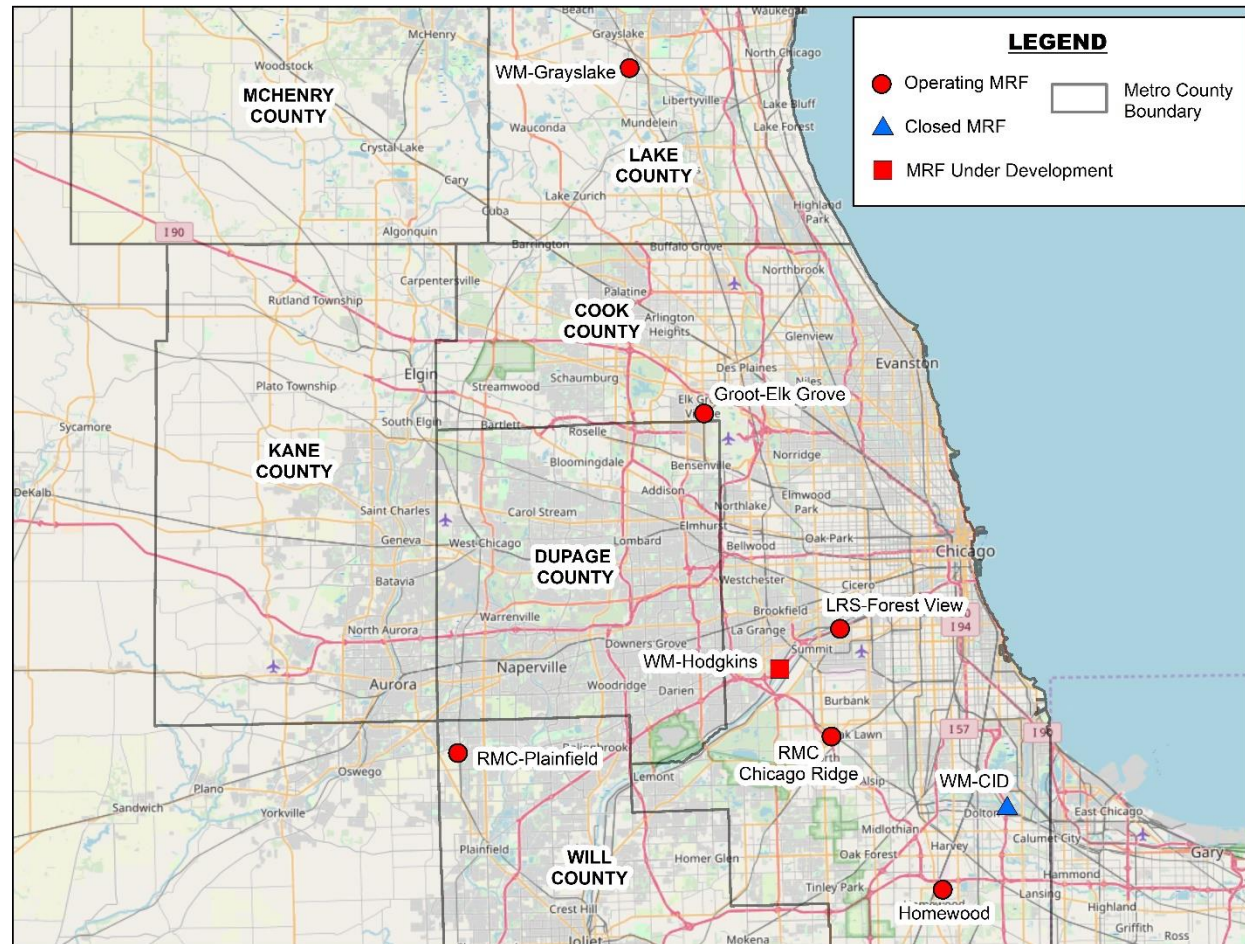 Beach
Waukegan
Grayslake
McHenry
WM-Grayslake
North Chicago
Woodstock
MCHENRY
COUNTY
Libertyville
Lake Bluff
Mundelein
Lake Forest
Wauconda
Crystal Lake
LAKE
COUNTY
Cary
Lake Zurich
Highland
Park
Cuba
I 90
Algonquin
Barrington
Buffalo Grove
Northbrook
Carpentersville
Rutland Township
Palatine
COOK
COUNTY
Arlington
Heights
Glenview
Evanston
Elgin
Des Plaines
Plato Township
Streamwood
Schaumburg
Niles
Groot-Elk Grove
South Elgin
Bartlett
Roselle
Sycamore
KANE
COUNTY
Bloomingdale
Bensenville
Norridge
Addison
DeKalb
Northlake
Elmwood
Park
Saint Charles
Carol Stream
Elmhurst
Oak Park
Geneva
West Chicago
Lombard
Bellwood
Chicago
DUPAGE
COUNTY
Batavia
Westchester
Cicero
Brookfield
LRS-Forest View
Warrenville
North Aurora
La Grange
194
Downers Grove
Summit
Naperville
WM-Hodgkins
Aurora
Woodridge
Darien
Burbank
157
RMC-Plainfield
Oak Lawn
RMC
Chicago Ridge
Oswego
Lemont
Alsip
WM-CID
Plano
Sandwich
Yorkville
Dolton
East Chicago
Midlothian
Calumet City
Plainfield
Harvey
Gary
WILL
COUNTY
Homer Glen
Oak Forest
Hammond
Tinley Park
Lansing
Highland
Homewood
Crest Hill
Griffith
Mokena
Ross
Joliet
LEGEND
Operating MRF
Metro County
Boundary
Closed MRF
MRF Under Development